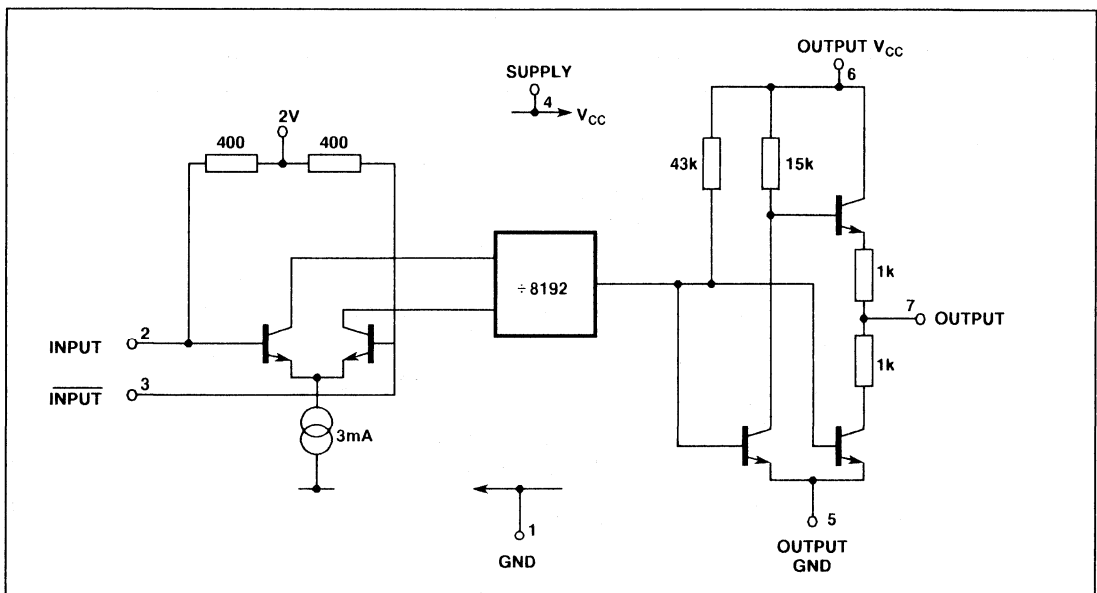 OUTPUT VCC
6
SUPPLY
4
VCC
2V
400
400
43k
15k
1k
÷8192
7
OUTPUT
2
INPUT
1k
3
INPUT
3mA
1
GND
5
OUTPUT
GND